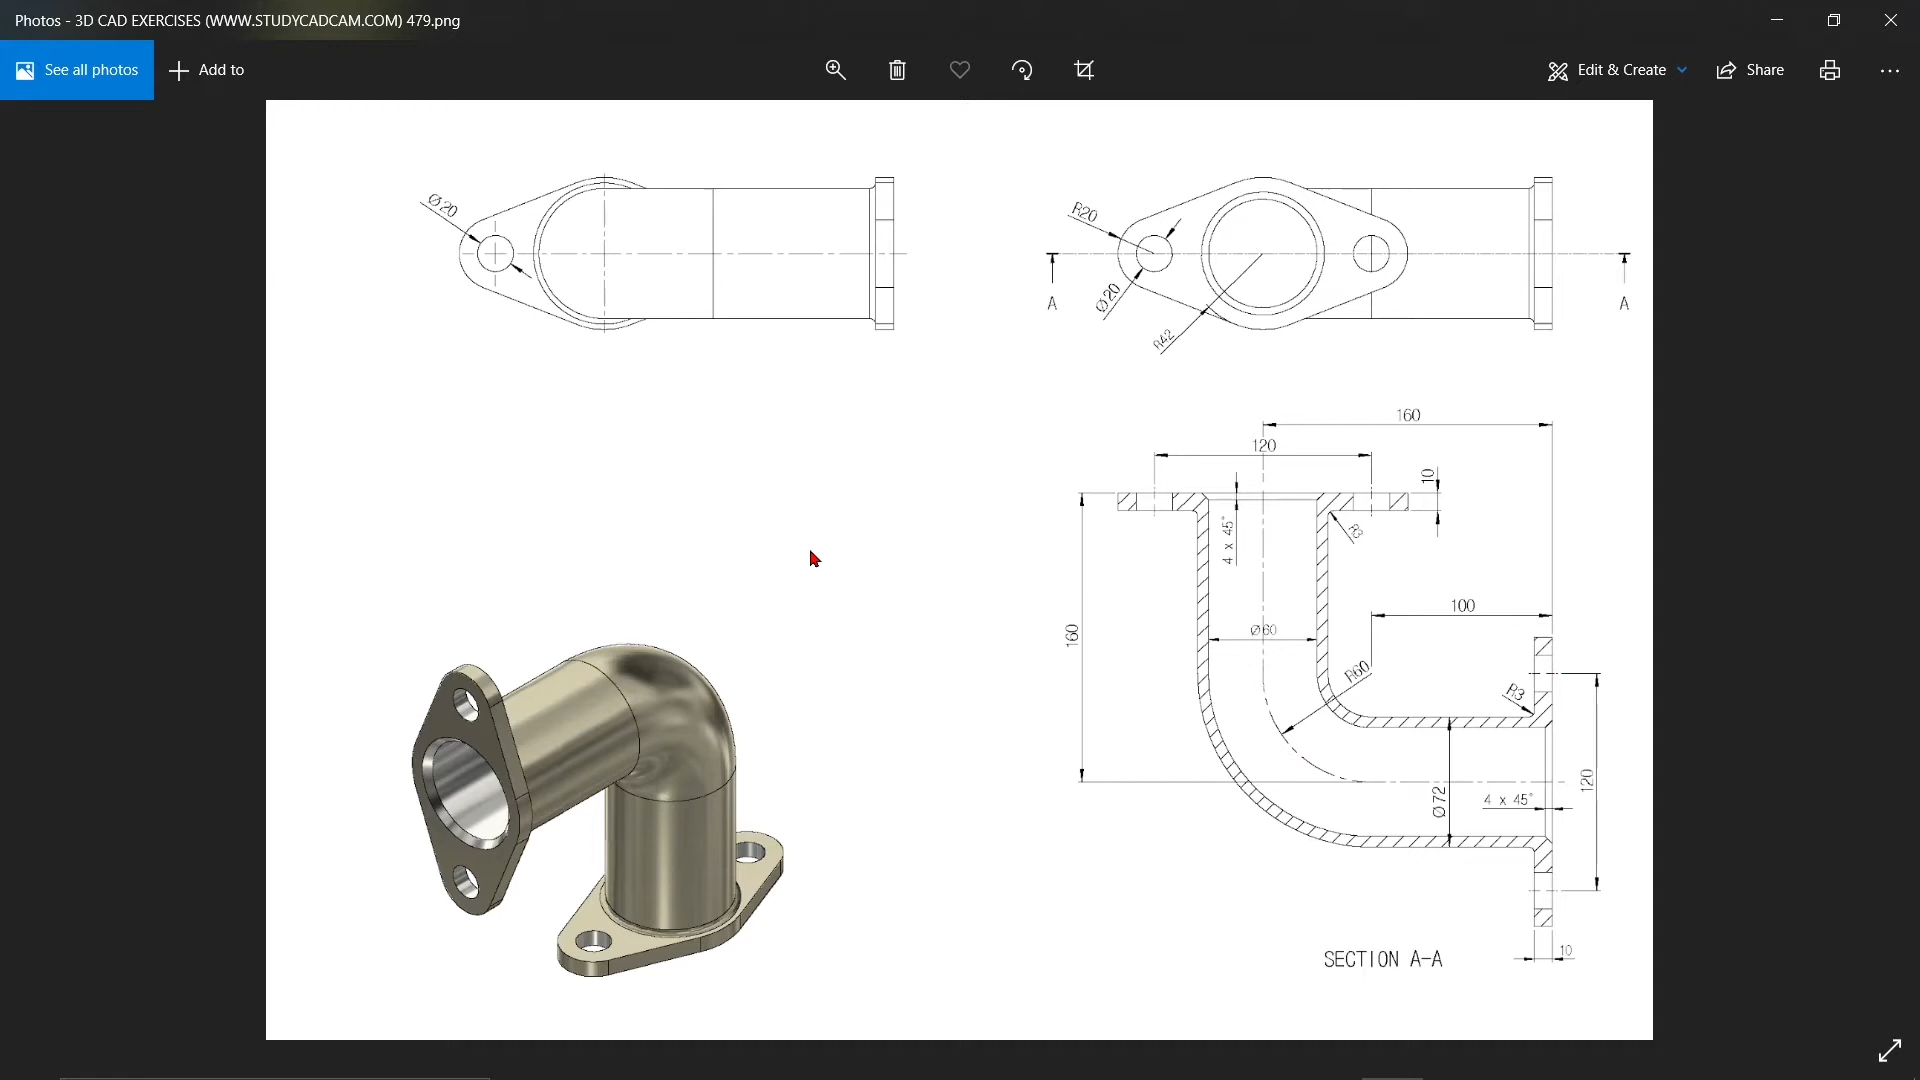 Photos - 3D CAD EXERCISES (WWW.STUDYCADCAM.COM) 479.png
See all photos
Add to
Edit & Create
Share
Ø20
R20
Ø20
R42
A
A
160
120
10
4 x 45°
R3
100
160
Ø60
R60
R3
Ø72
4 x 45°
120
10
SECTION A-A